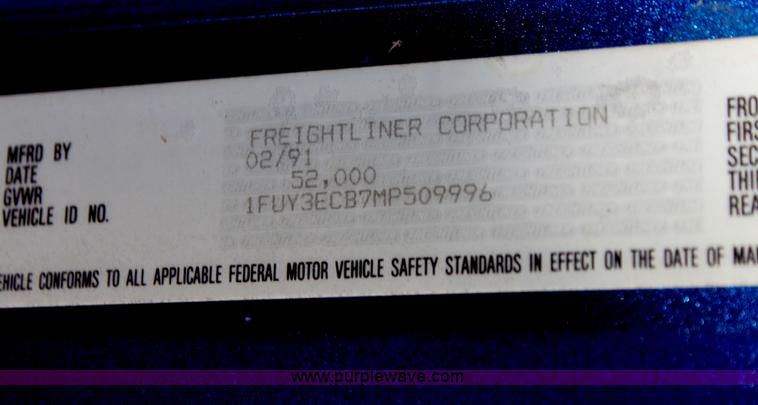 MFRD BY FREIGHTLINER CORPORATION
DATE 02/91
GVWR 52,000
VEHICLE ID NO. 1FUY3ECB7MP509996
FRO
FIRS
SEC
THI
REA
EHICLE CONFORMS TO ALL APPLICABLE FEDERAL MOTOR VEHICLE SAFETY STANDARDS IN EFFECT ON THE DATE OF MA
www.purplewave.com